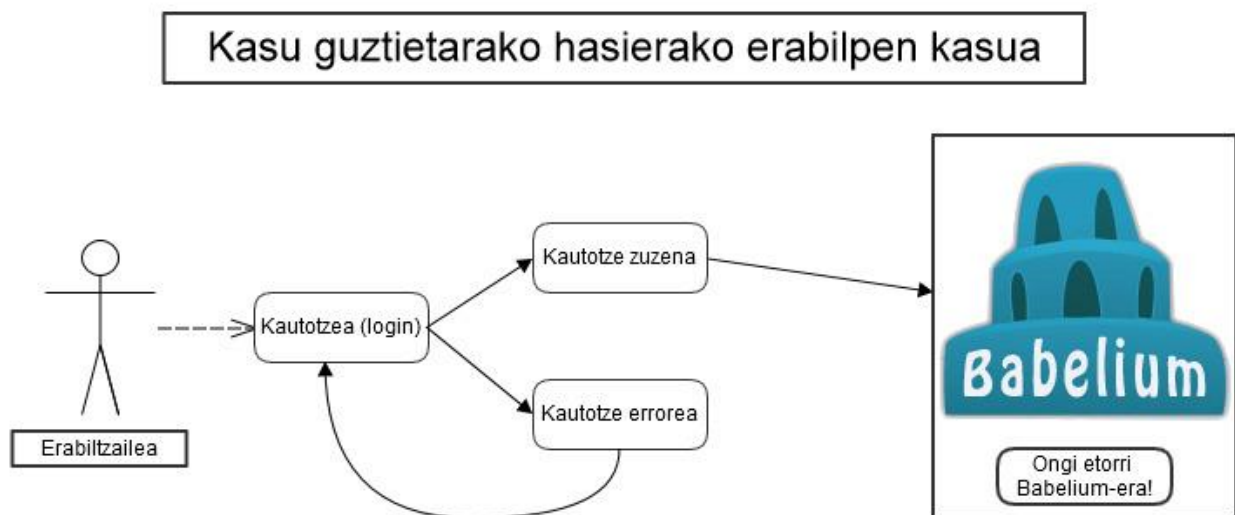 Kasu guztietarako hasierako erabilpen kasua
Kautotze zuzena
Kautotzea (login)
Babelium
Kautotze errorea
Erabiltzailea
Ongi etorri
Babelium-era!